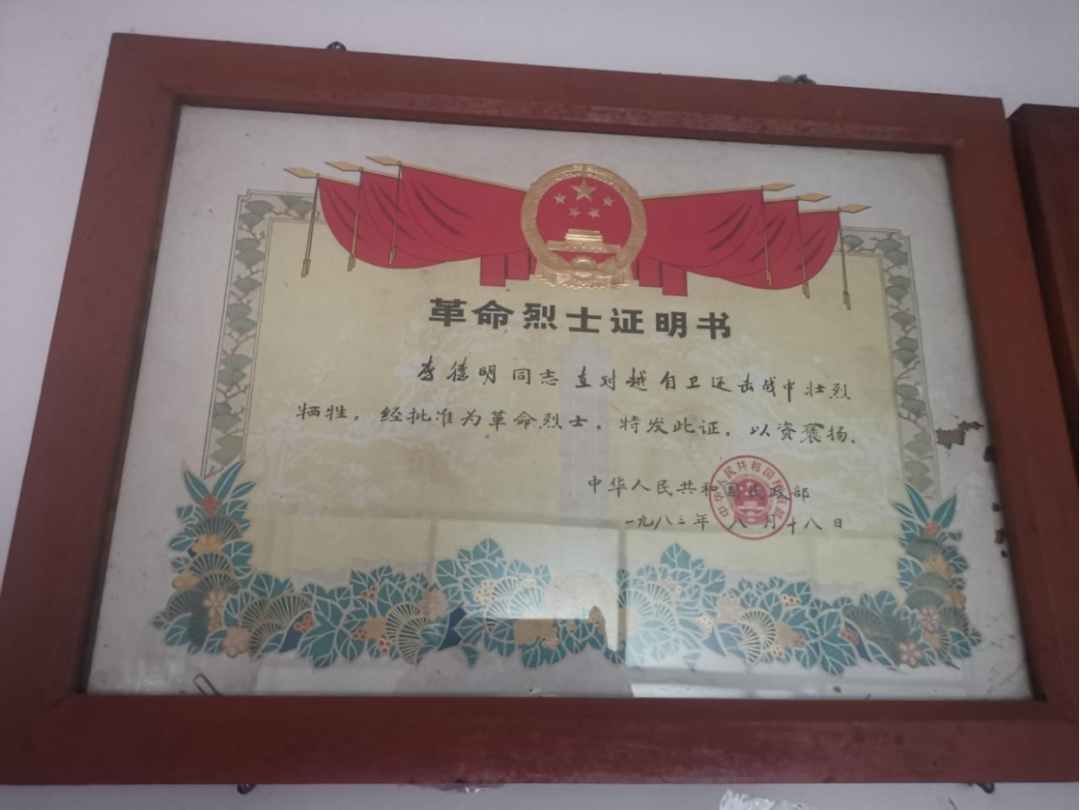 革命烈士证明书
李德明同志在对越自卫还击战中壮烈
牺牲，经批准为革命烈士。特发此证，以资褒扬。
中华人民共和国民政部
一九八三年八月十八日